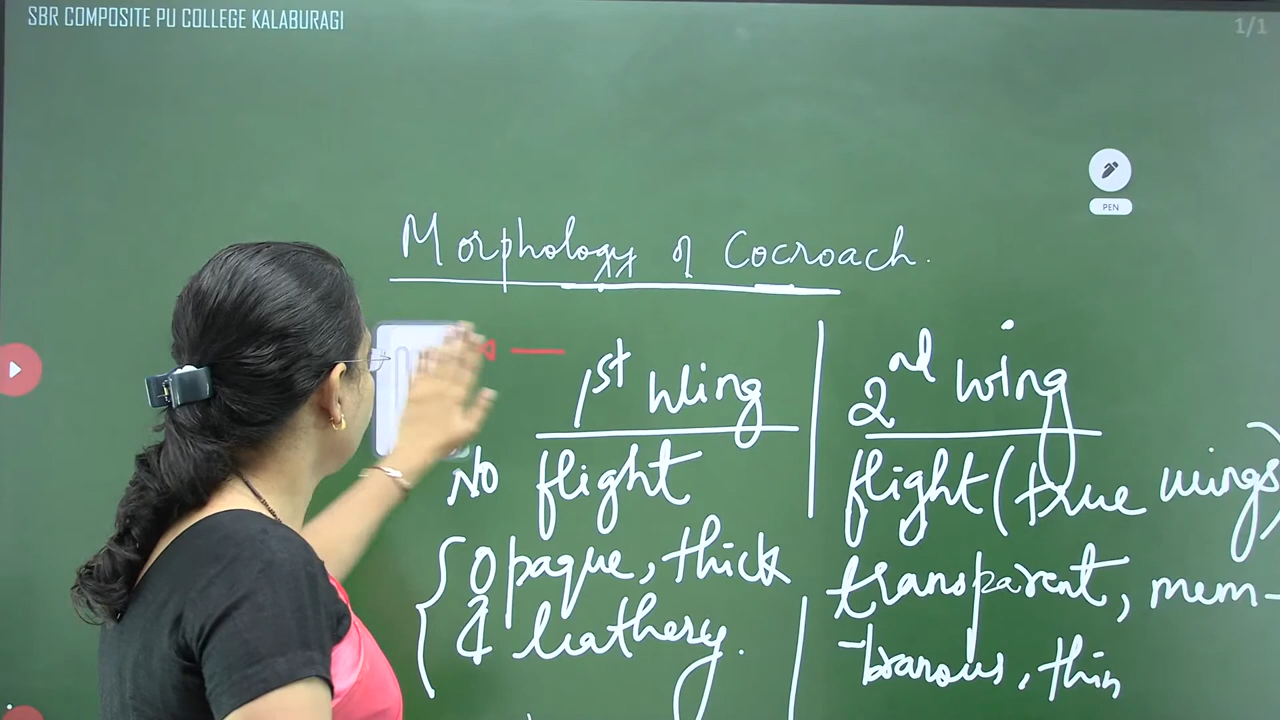 SBR COMPOSITE PU COLLEGE KALABURAGI
1/1
PEN
Morphology of Cocroach.
1st Wing
2nd wing
No flight
flight (true wings)
Opaque, thick
& leathery.
transparent, mem-
-branous, thin